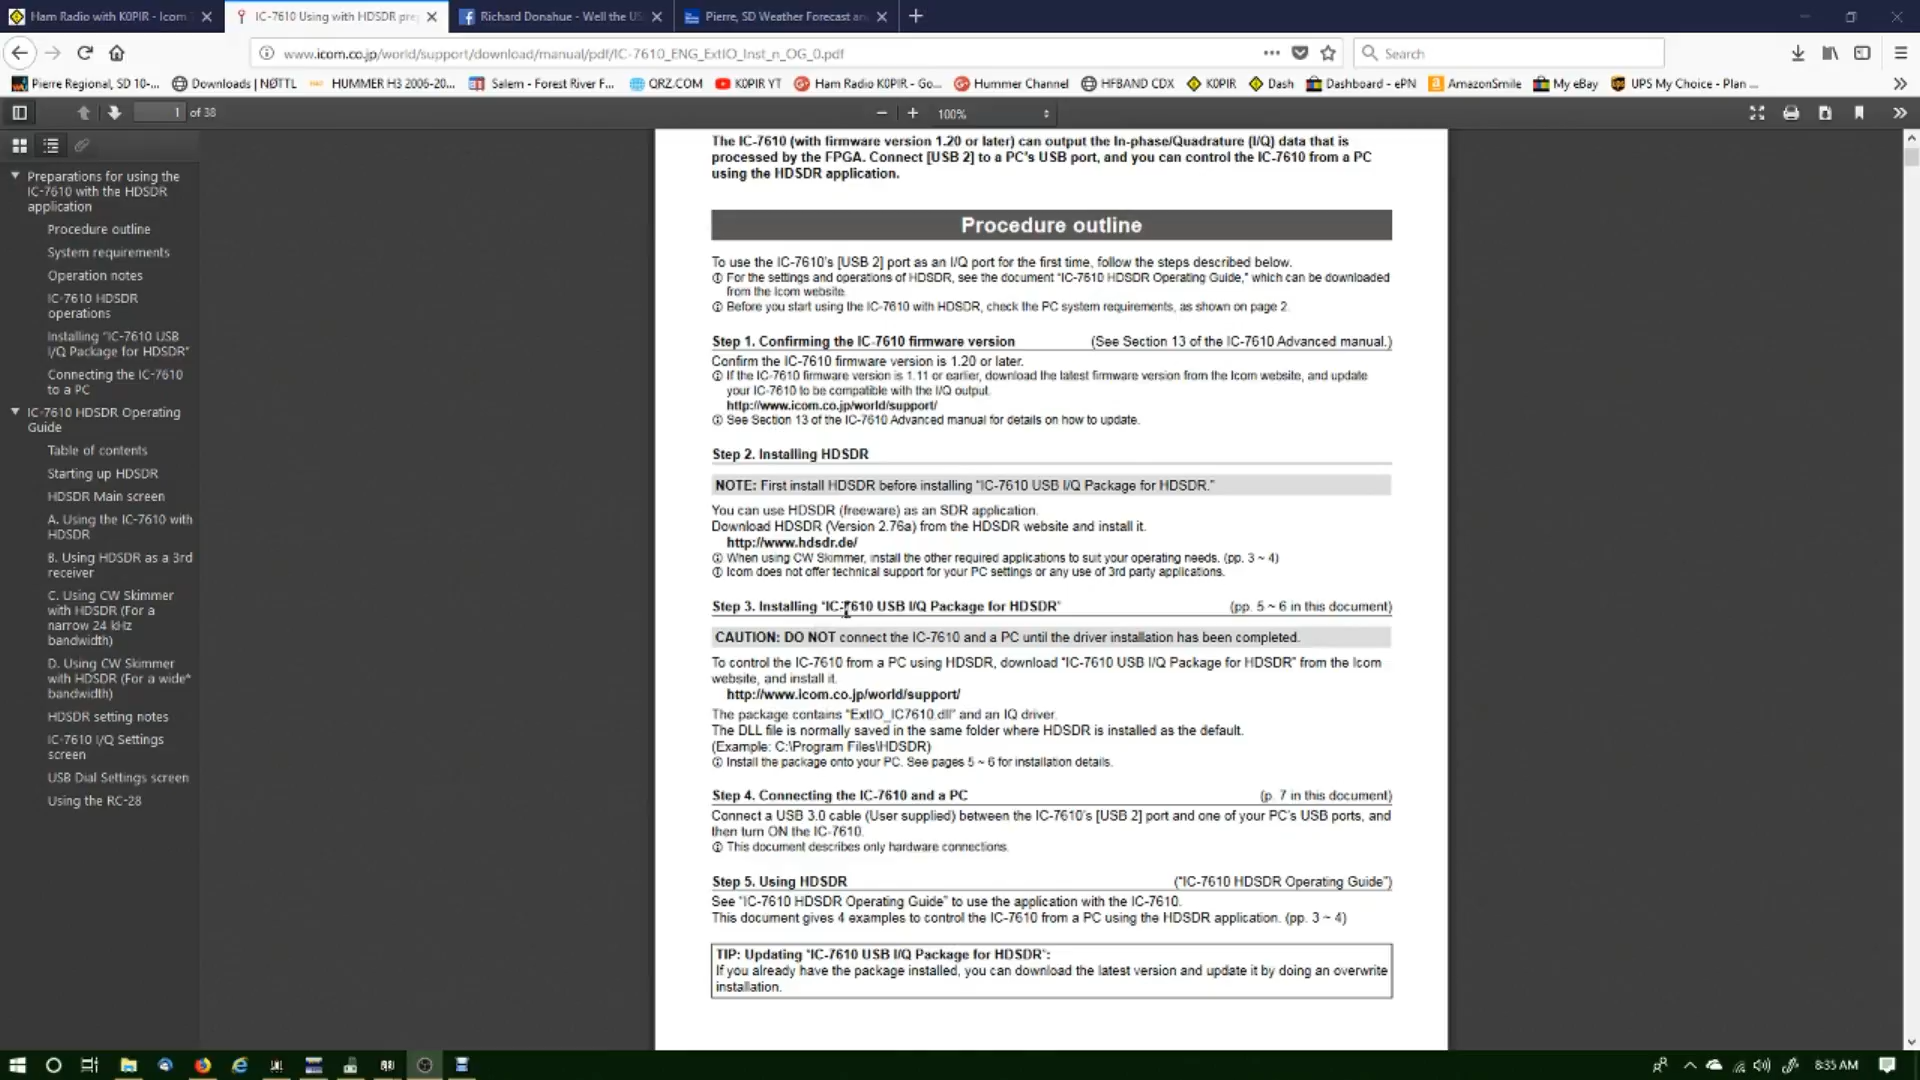 Ham Radio with K0PIR - Icom
IC-7610 Using with HDSDR pre
Richard Donahue - Well the US
Pierre, SD Weather Forecast an
www.icom.co.jp/world/support/download/manual/pdf/IC-7610_ENG_ExtIO_Inst_n_OG_0.pdf
Search
Pierre Regional, SD 10-...
Downloads | NØTTL
HUMMER H3 2006-20...
Salem - Forest River F...
QRZ.COM
K0PIR YT
Ham Radio K0PIR - Go...
Hummer Channel
HFBAND CDX
K0PIR
Dash
Dashboard - ePN
AmazonSmile
My eBay
UPS My Choice - Plan ...
1 of 38
100%
Preparations for using the
IC-7610 with the HDSDR
application
Procedure outline
System requirements
Operation notes
IC-7610 HDSDR
operations
Installing "IC-7610 USB
I/Q Package for HDSDR"
Connecting the IC-7610
to a PC
IC-7610 HDSDR Operating
Guide
Table of contents
Starting up HDSDR
HDSDR Main screen
A. Using the IC-7610 with
HDSDR
B. Using HDSDR as a 3rd
receiver
C. Using CW Skimmer
with HDSDR (For a
narrow 24 kHz
bandwidth)
D. Using CW Skimmer
with HDSDR (For a wide*
bandwidth)
HDSDR setting notes
IC-7610 I/Q Settings
screen
USB Dial Settings screen
Using the RC-28
The IC-7610 (with firmware version 1.20 or later) can output the In-phase/Quadrature (I/Q) data that is
processed by the FPGA. Connect [USB 2] to a PC's USB port, and you can control the IC-7610 from a PC
using the HDSDR application.
Procedure outline
To use the IC-7610's [USB 2] port as an I/Q port for the first time, follow the steps described below.
ⓘ For the settings and operations of HDSDR, see the document "IC-7610 HDSDR Operating Guide," which can be downloaded
from the Icom website.
ⓘ Before you start using the IC-7610 with HDSDR, check the PC system requirements, as shown on page 2.
Step 1. Confirming the IC-7610 firmware version (See Section 13 of the IC-7610 Advanced manual.)
Confirm the IC-7610 firmware version is 1.20 or later.
ⓘ If the IC-7610 firmware version is 1.11 or earlier, download the latest firmware version from the Icom website, and update
your IC-7610 to be compatible with the I/Q output.
http://www.icom.co.jp/world/support/
ⓘ See Section 13 of the IC-7610 Advanced manual for details on how to update.
Step 2. Installing HDSDR
NOTE: First install HDSDR before installing "IC-7610 USB I/Q Package for HDSDR."
You can use HDSDR (freeware) as an SDR application.
Download HDSDR (Version 2.76a) from the HDSDR website and install it.
http://www.hdsdr.de/
ⓘ When using CW Skimmer, install the other required applications to suit your operating needs. (pp. 3 ~ 4)
ⓘ Icom does not offer technical support for your PC settings or any use of 3rd party applications.
Step 3. Installing "IC-7610 USB I/Q Package for HDSDR" (pp. 5 ~ 6 in this document)
CAUTION: DO NOT connect the IC-7610 and a PC until the driver installation has been completed.
To control the IC-7610 from a PC using HDSDR, download "IC-7610 USB I/Q Package for HDSDR" from the Icom
website, and install it.
http://www.icom.co.jp/world/support/
The package contains "ExtIO_IC7610.dll" and an IQ driver.
The DLL file is normally saved in the same folder where HDSDR is installed as the default.
(Example: C:\Program Files\HDSDR)
ⓘ Install the package onto your PC. See pages 5 ~ 6 for installation details.
Step 4. Connecting the IC-7610 and a PC (p. 7 in this document)
Connect a USB 3.0 cable (User supplied) between the IC-7610's [USB 2] port and one of your PC's USB ports, and
then turn ON the IC-7610.
ⓘ This document describes only hardware connections.
Step 5. Using HDSDR ("IC-7610 HDSDR Operating Guide")
See "IC-7610 HDSDR Operating Guide" to use the application with the IC-7610.
This document gives 4 examples to control the IC-7610 from a PC using the HDSDR application. (pp. 3 ~ 4)
TIP: Updating "IC-7610 USB I/Q Package for HDSDR":
If you already have the package installed, you can download the latest version and update it by doing an overwrite
installation.
8:35 AM